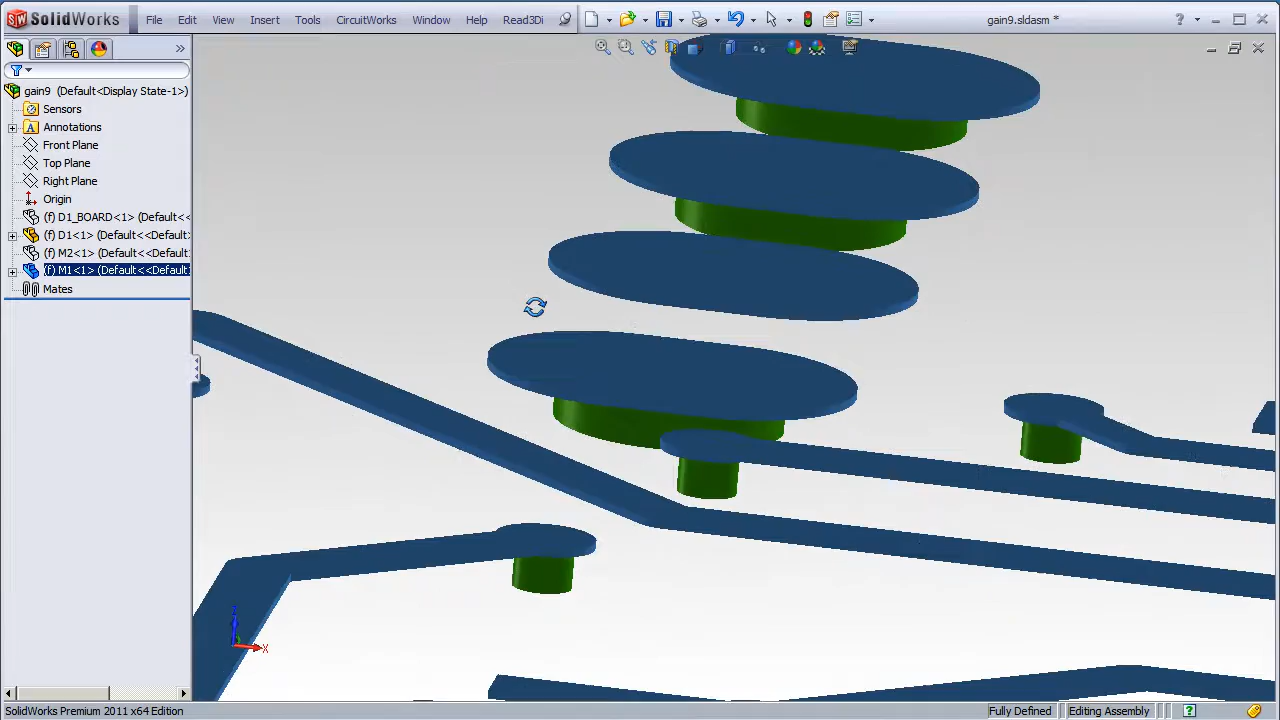 SolidWorks File Edit View Insert Tools CircuitWorks Window Help Read3Di gain9.sldasm *
gain9 (Default<Display State-1>)
Sensors
Annotations
Front Plane
Top Plane
Right Plane
Origin
(f) D1_BOARD<1> (Default<<
(f) D1<1> (Default<<Default
(f) M2<1> (Default<<Default
(f) M1<1> (Default<<Default
Mates
Z
X
SolidWorks Premium 2011 x64 Edition Fully Defined Editing Assembly